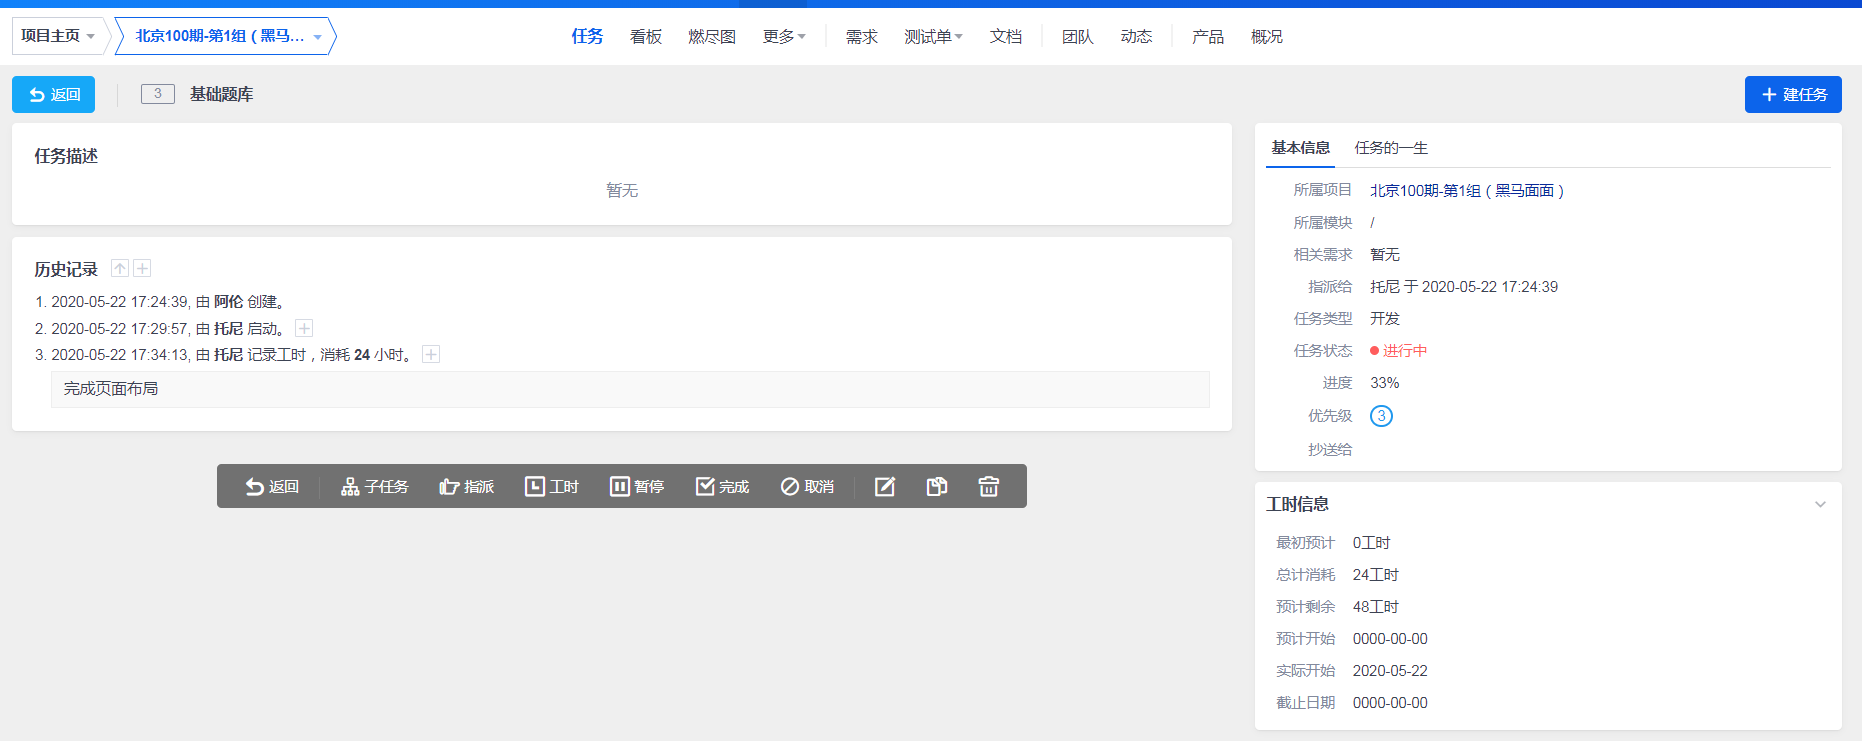 项目主页
北京100期-第1组（黑马...
任务 看板 燃尽图 更多 需求 测试单 文档 团队 动态 产品 概况
返回 3 基础题库
建任务
任务描述
暂无
历史记录
1. 2020-05-22 17:24:39, 由 阿伦 创建。
2. 2020-05-22 17:29:57, 由 托尼 启动。
3. 2020-05-22 17:34:13, 由 托尼 记录工时，消耗 24 小时。
完成页面布局
返回 子任务 指派 工时 暂停 完成 取消
基本信息 任务的一生
所属项目 北京100期-第1组（黑马面面）
所属模块 /
相关需求 暂无
指派给 托尼 于 2020-05-22 17:24:39
任务类型 开发
任务状态 进行中
进度 33%
优先级 3
抄送给
工时信息
最初预计 0工时
总计消耗 24工时
预计剩余 48工时
预计开始 0000-00-00
实际开始 2020-05-22
截止日期 0000-00-00